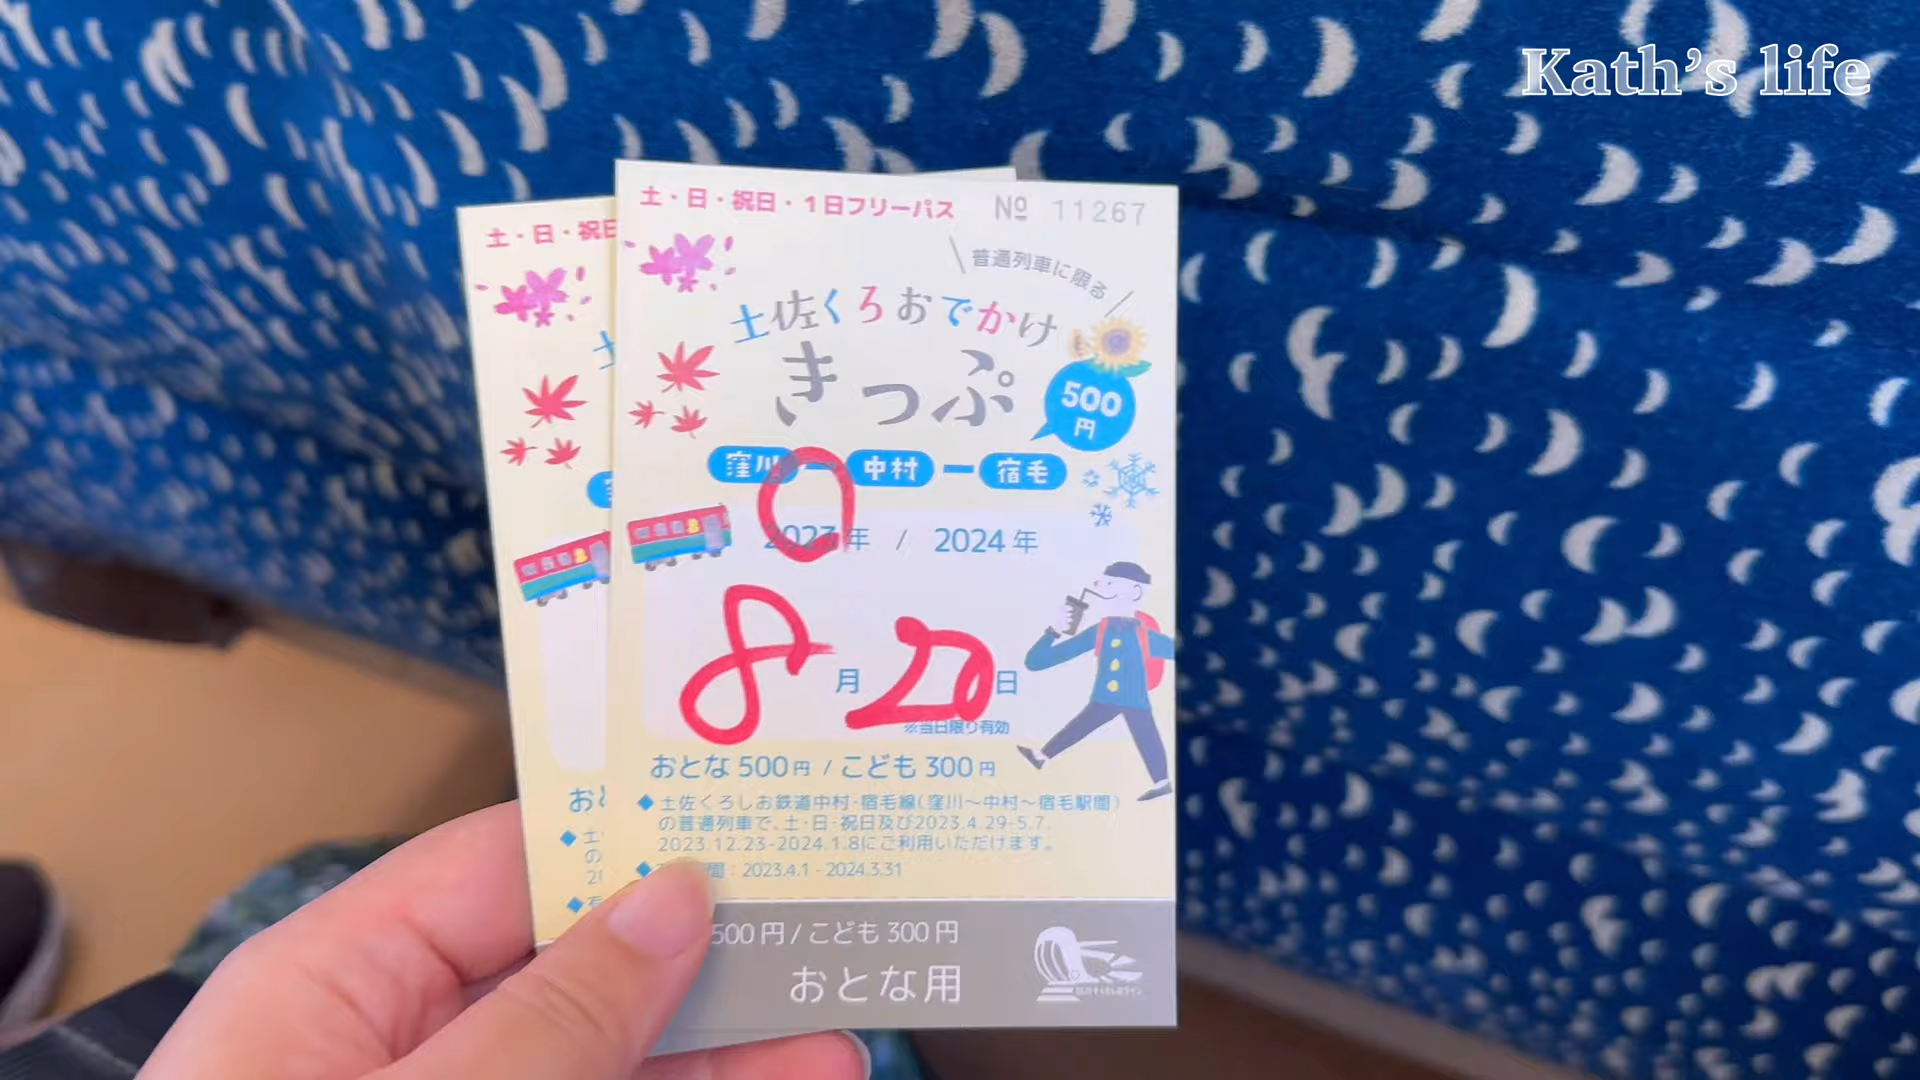 Kath's life
土・日・祝日・1日フリーパス № 11267
普通列車に限る
土佐くろおでかけ
きっぷ
500
円
窪川ー中村ー宿毛
2023年 / 2024年
8月20日
※当日限り有効
おとな500円 / こども300円
◆土佐くろしお鉄道中村・宿毛線(窪川〜中村〜宿毛駅間)
の普通列車で、土・日・祝日及び2023.4.29-5.7、
2023.12.23-2024.1.8にご利用いただけます。
間：2023.4.1 - 2024.3.31
500円 / こども300円
おとな用
土・日・祝日